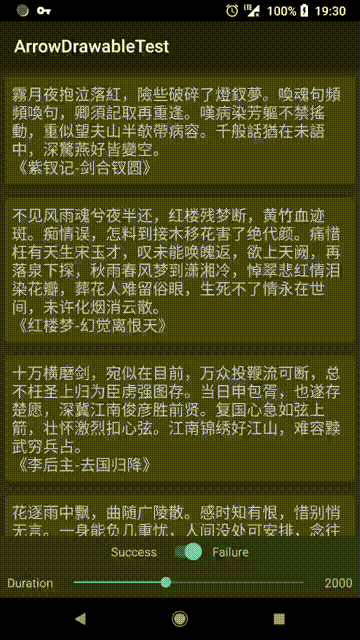 100% 19:30
ArrowDrawableTest
霧月夜抱泣落紅，險些破碎了燈釵夢。喚魂句頻
頻喚句，卿須記取再重逢。嘆病染芳軀不禁搖
動，重似望夫山半欹帶病容。千般話猶在未語
中，深驚燕好皆變空。
《紫钗记-剑合钗圆》
不见风雨魂兮夜半还，红楼残梦断，黄竹血迹
斑。痴情误，怎料到接木移花害了绝代颜。痛惜
枉有天生宋玉才，叹未能唤魄返，欲上天阙，再
落泉下探，秋雨春风梦到潇湘冷，悼翠悲红情泪
染花瓣，葬花人难留俗眼，生死不了情永在世
间，未许化烟消云散。
《红楼梦-幻觉离恨天》
十万横磨剑，宛似在目前，万众投鞭流可断，总
不枉圣上归为臣虏强图存。当日申包胥，也遂存
楚愿，深冀江南俊彦胜前贤。复国心急如弦上
箭，壮怀激烈扣心弦。江南锦绣好江山，难容黩
武穷兵占。
《李后主-去国归降》
花逐雨中飘，曲随广陵散。感时知有恨，惜别悄
无言。一身能负几重忧，人间没处可安排，念往
Success Failure
Duration 2000